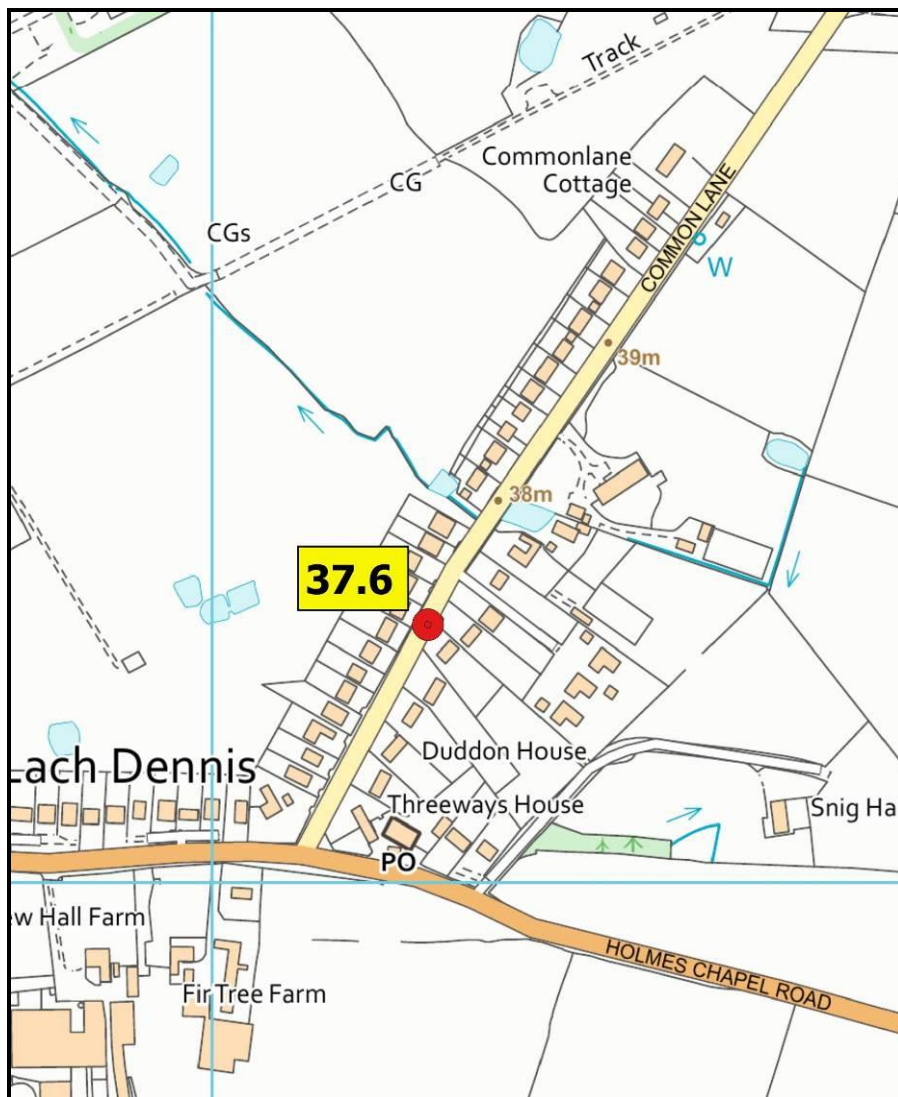 Track
Commonlane
Cottage
CG
CGs
COMMON LANE
W
39m
38m
37.6
Lach Dennis
Duddon House
Threeways House
Snig Ha
PO
ew Hall Farm
HOLMES CHAPEL ROAD
Fir Tree Farm